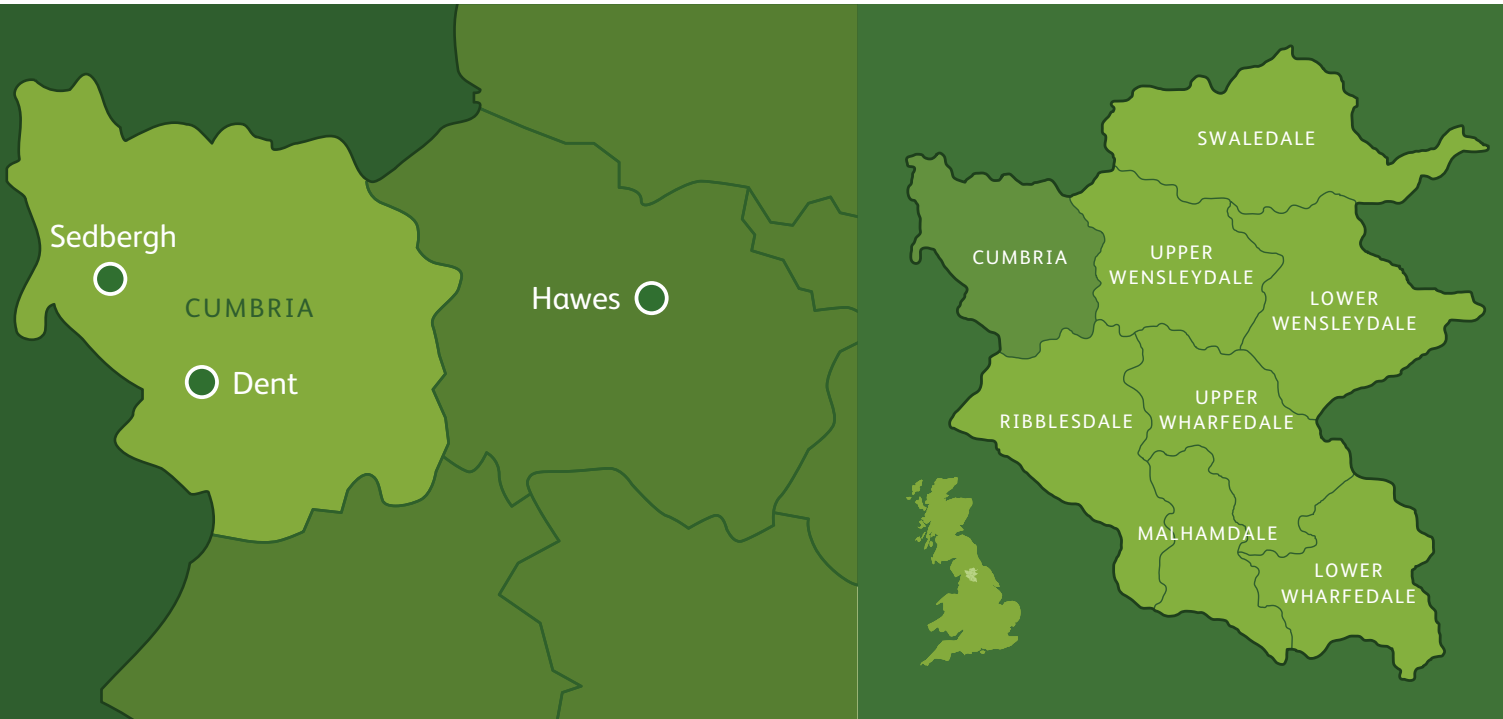 Sedbergh
CUMBRIA
Hawes
Dent
SWALEDALE
CUMBRIA
UPPER
WENSLEYDALE
LOWER
WENSLEYDALE
RIBBLESDALE
UPPER
WHARFEDALE
MALHAMDALE
LOWER
WHARFEDALE